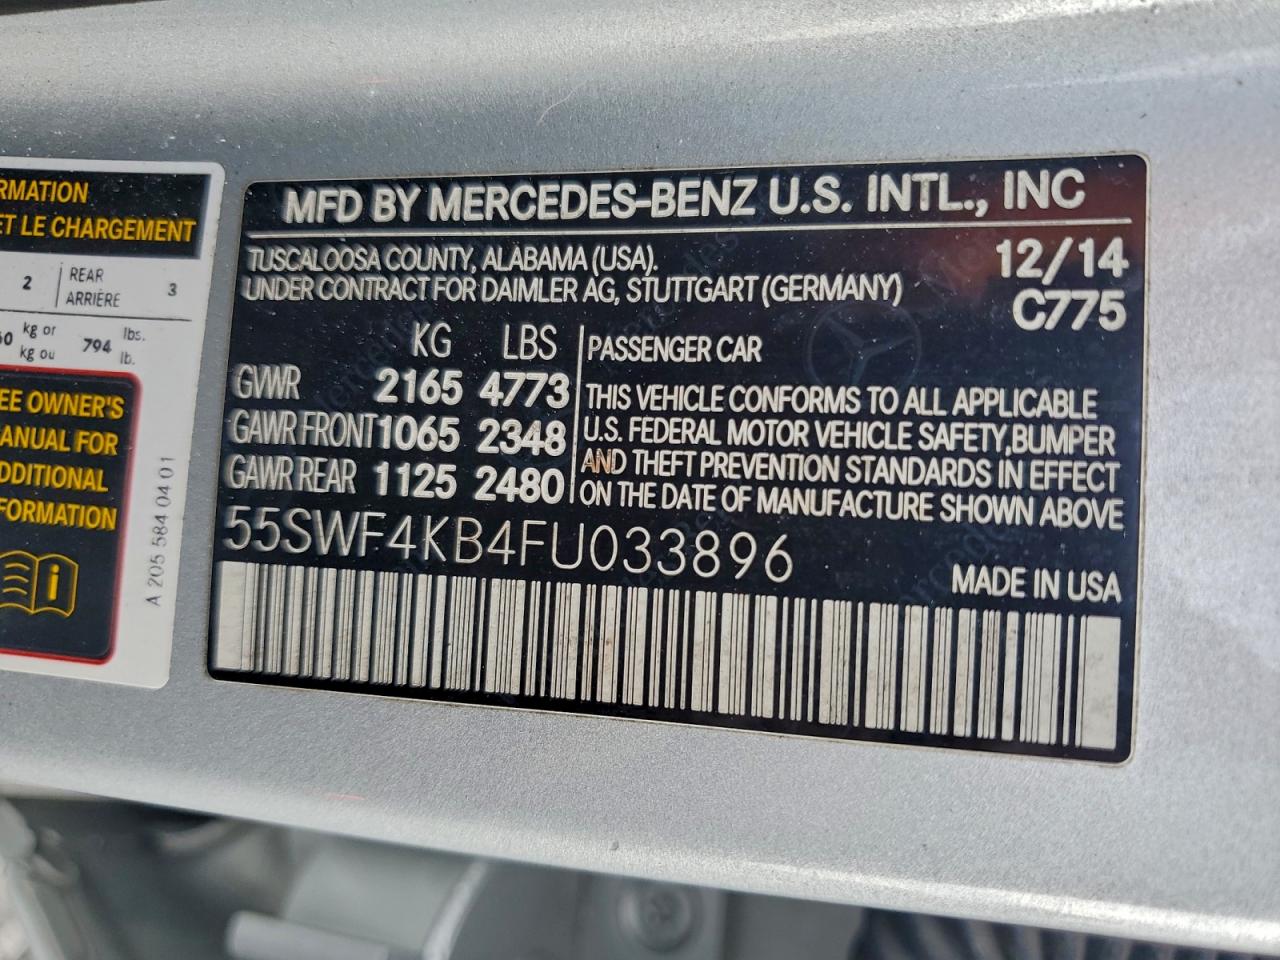 RMATION
ET LE CHARGEMENT
2 REAR ARRIÈRE 3
kg or kg ou 794 lbs. lb.
EE OWNER'S
ANUAL FOR
DDITIONAL
FORMATION
A 205 584 04 01
MFD BY MERCEDES-BENZ U.S. INTL., INC
TUSCALOOSA COUNTY, ALABAMA (USA). 12/14
UNDER CONTRACT FOR DAIMLER AG, STUTTGART (GERMANY) C775
KG LBS
GVWR 2165 4773
GAWR FRONT 1065 2348
GAWR REAR 1125 2480
PASSENGER CAR
THIS VEHICLE CONFORMS TO ALL APPLICABLE
U.S. FEDERAL MOTOR VEHICLE SAFETY,BUMPER
AND THEFT PREVENTION STANDARDS IN EFFECT
ON THE DATE OF MANUFACTURE SHOWN ABOVE
55SWF4KB4FU033896
MADE IN USA